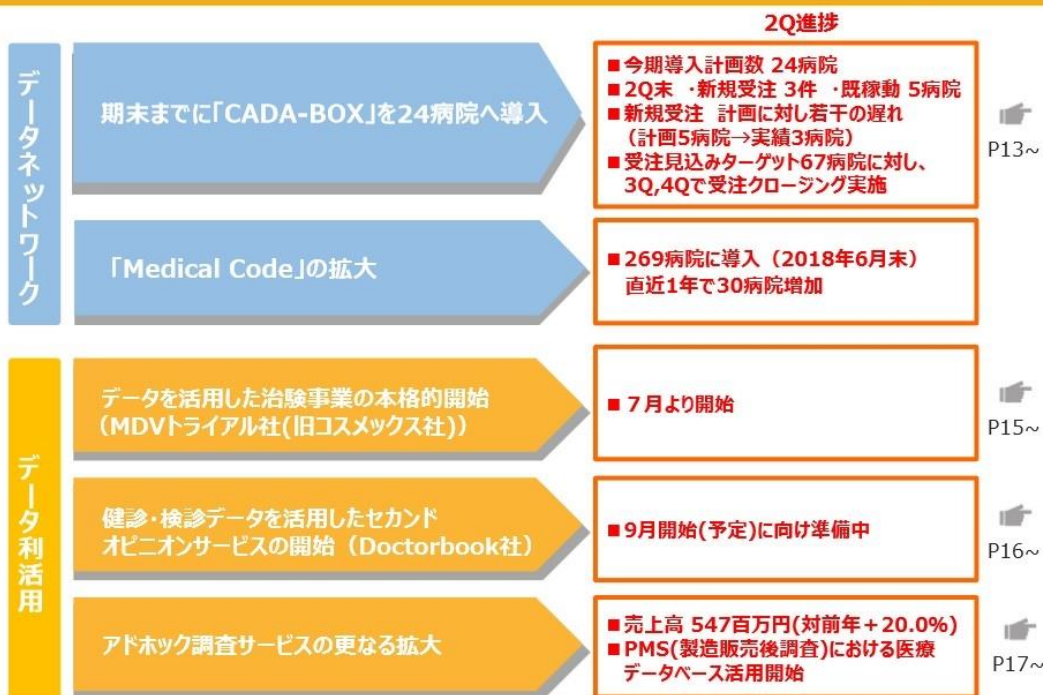 2Q進捗
データネットワーク
期末までに「CADA-BOX」を24病院へ導入
■今期導入計画数 24病院
■2Q末 ・新規受注 3件 ・既稼動 5病院
■新規受注 計画に対し若干の遅れ
（計画5病院→実績3病院）
■受注見込みターゲット67病院に対し、
3Q,4Qで受注クロージング実施
P13~
「Medical Code」の拡大
■269病院に導入（2018年6月末）
直近1年で30病院増加
データ利活用
データを活用した治験事業の本格的開始
（MDVトライアル社(旧コスメックス社)）
■ ７月より開始
P15~
健診・検診データを活用したセカンド
オピニオンサービスの開始（Doctorbook社）
■9月開始(予定)に向け準備中
P16~
アドホック調査サービスの更なる拡大
■売上高 547百万円(対前年＋20.0%)
■PMS(製造販売後調査)における医療
データベース活用開始
P17~